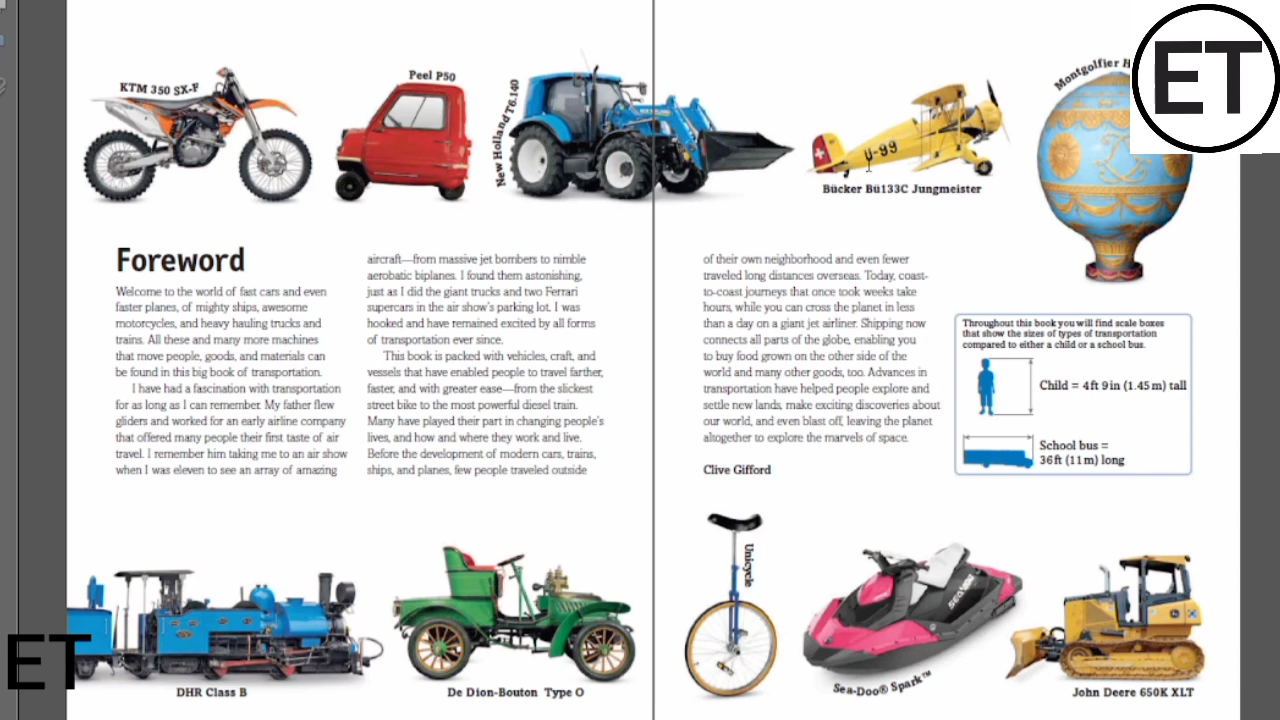 ET
KTM 350 SX-F
Peel P50
New Holland T6.140
U-99
Bücker Bü133C Jungmeister
Montgolfier
Foreword
Welcome to the world of fast cars and even
faster planes, of mighty ships, awesome
motorcycles, and heavy hauling trucks and
trains. All these and many more machines
that move people, goods, and materials can
be found in this big book of transportation.
I have had a fascination with transportation
for as long as I can remember. My father flew
gliders and worked for an early airline company
that offered many people their first taste of air
travel. I remember him taking me to an air show
when I was eleven to see an array of amazing
aircraft—from massive jet bombers to nimble
aerobatic biplanes. I found them astonishing,
just as I did the giant trucks and two Ferrari
supercars in the air show's parking lot. I was
hooked and have remained excited by all forms
of transportation ever since.
This book is packed with vehicles, craft, and
vessels that have enabled people to travel farther,
faster, and with greater ease—from the slickest
street bike to the most powerful diesel train.
Many have played their part in changing people's
lives, and how and where they work and live.
Before the development of modern cars, trains,
ships, and planes, few people traveled outside
of their own neighborhood and even fewer
traveled long distances overseas. Today, coast-
to-coast journeys that once took weeks take
hours, while you can cross the planet in less
than a day on a giant jet airliner. Shipping now
connects all parts of the globe, enabling you
to buy food grown on the other side of the
world and many other goods, too. Advances in
transportation have helped people explore and
settle new lands, make exciting discoveries about
our world, and even blast off, leaving the planet
altogether to explore the marvels of space.
Clive Gifford
Throughout this book you will find scale boxes
that show the sizes of types of transportation
compared to either a child or a school bus.
Child = 4ft 9in (1.45m) tall
School bus =
36ft (11m) long
DHR Class B
De Dion-Bouton Type O
Unicycle
SEADOO
Sea-Doo® Spark™
John Deere 650K XLT
ET